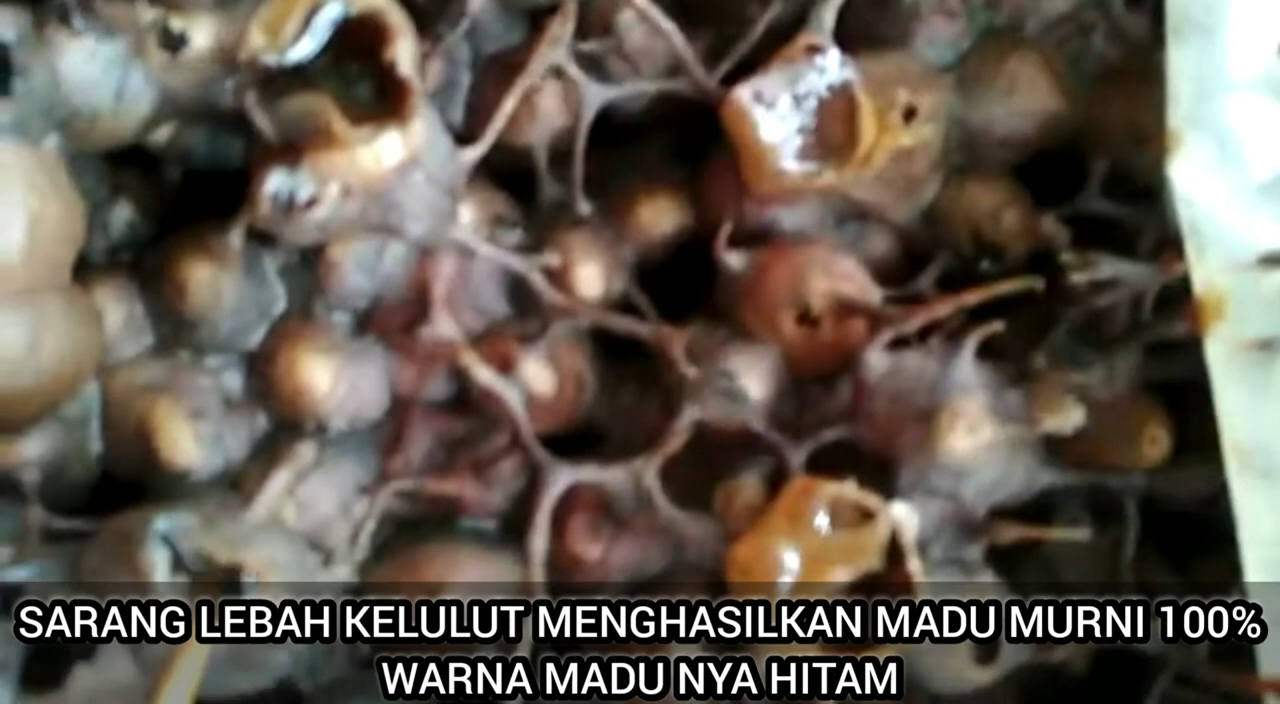 SARANG LEBAH KELULUT MENGHASILKAN MADU MURNI 100%
WARNA MADU NYA HITAM